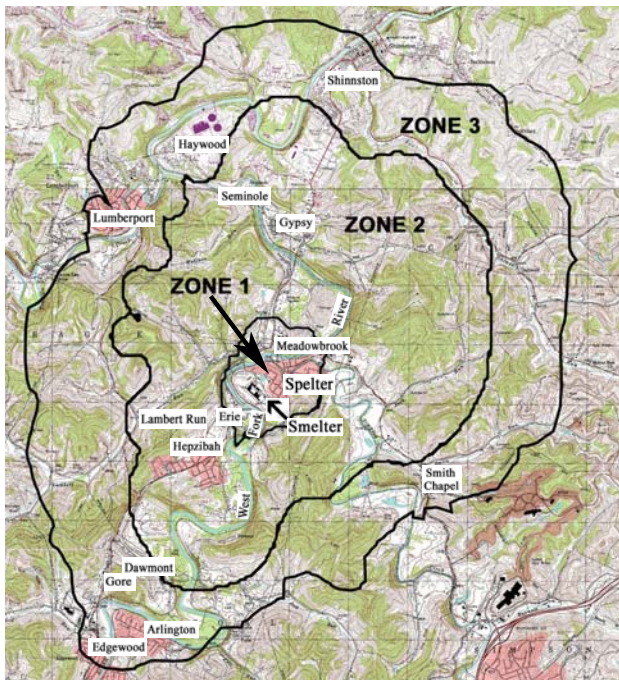 Shinnston
ZONE 3
Haywood
Seminole
Lumberport
Gypsy
ZONE 2
ZONE 1
River
Meadowbrook
Spelter
Erie
Fork
Smelter
Lambert Run
Hepzibah
Smith
Chapel
West
Dawmont
Gore
Arlington
Edgewood
S I M P S O N